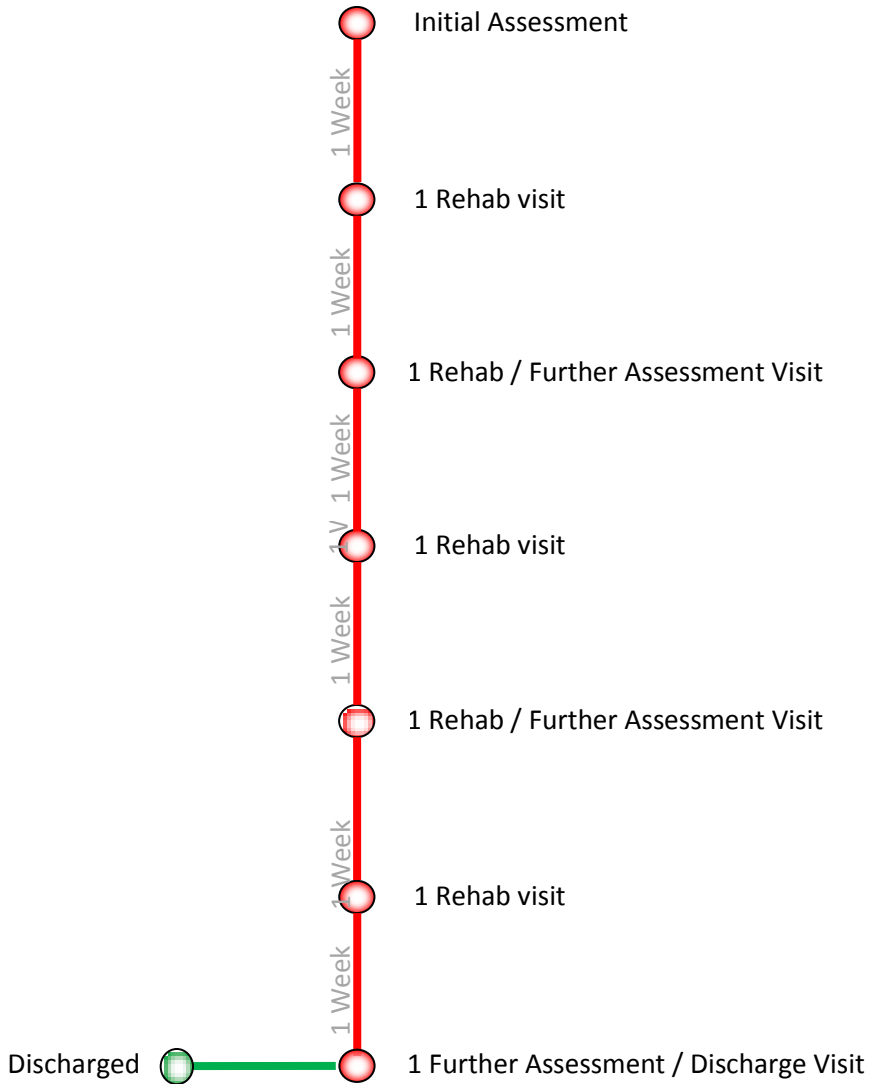 Initial Assessment
1 Week
1 Rehab visit
1 Week
1 Rehab / Further Assessment Visit
1 Week
1 V
1 Rehab visit
1 Week
1 Rehab / Further Assessment Visit
1 Week
1 Rehab visit
1 Week
Discharged
1 Further Assessment / Discharge Visit